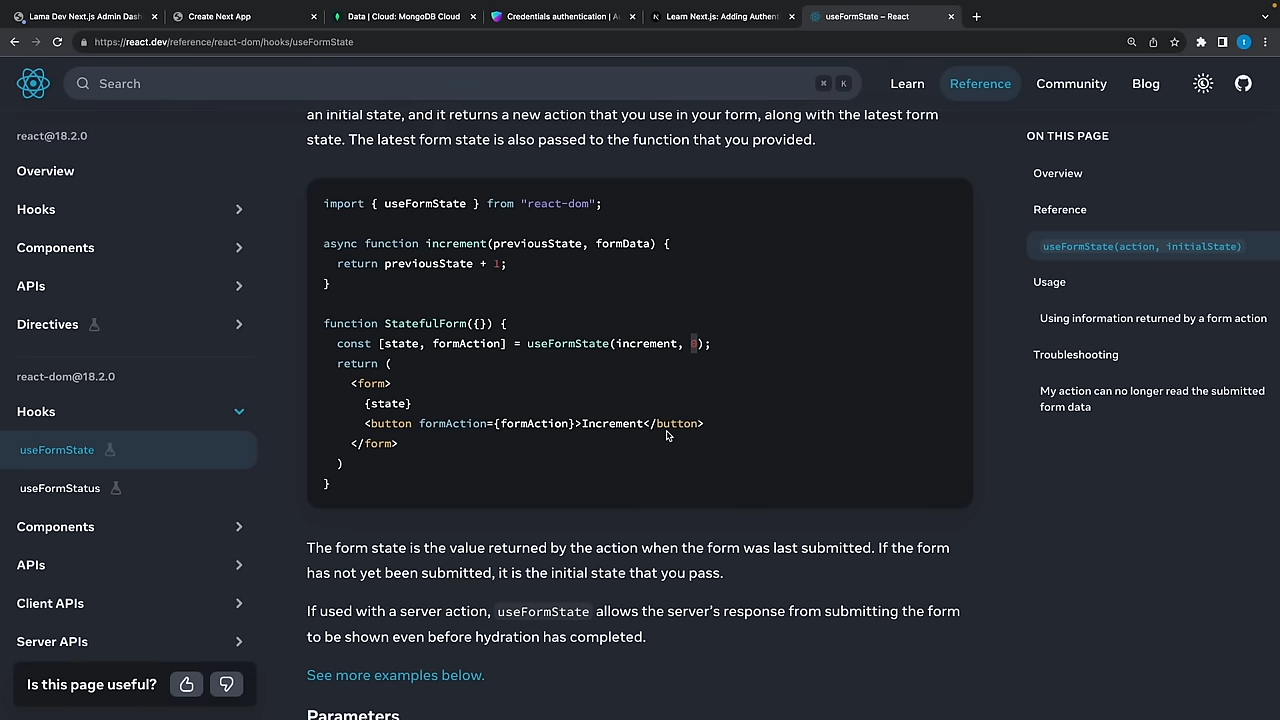 Lama Dev Next.js Admin Dash
Create Next App
Data | Cloud: MongoDB Cloud
Credentials authentication | Au
Learn Next.js: Adding Authent
useFormState – React
https://react.dev/reference/react-dom/hooks/useFormState
t
Search
⌘ K
Learn
Reference
Community
Blog
react@18.2.0
Overview
Hooks
Components
APIs
Directives
react-dom@18.2.0
Hooks
useFormState
useFormStatus
Components
APIs
Client APIs
Server APIs
Is this page useful?
an initial state, and it returns a new action that you use in your form, along with the latest form
state. The latest form state is also passed to the function that you provided.
import { useFormState } from "react-dom";
async function increment(previousState, formData) {
return previousState + 1;
}
function StatefulForm({}) {
const [state, formAction] = useFormState(increment, 0);
return (
<form>
{state}
<button formAction={formAction}>Increment</button>
</form>
)
}
The form state is the value returned by the action when the form was last submitted. If the form
has not yet been submitted, it is the initial state that you pass.
If used with a server action, useFormState allows the server’s response from submitting the form
to be shown even before hydration has completed.
See more examples below.
Parameters
ON THIS PAGE
Overview
Reference
useFormState(action, initialState)
Usage
Using information returned by a form action
Troubleshooting
My action can no longer read the submitted
form data